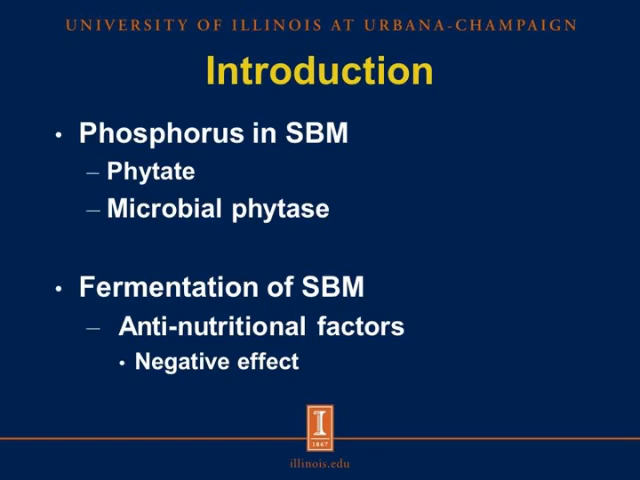 UNIVERSITY OF ILLINOIS AT URBANA-CHAMPAIGN
Introduction
• Phosphorus in SBM
– Phytate
– Microbial phytase
• Fermentation of SBM
– Anti-nutritional factors
• Negative effect
I
1867
illinois.edu